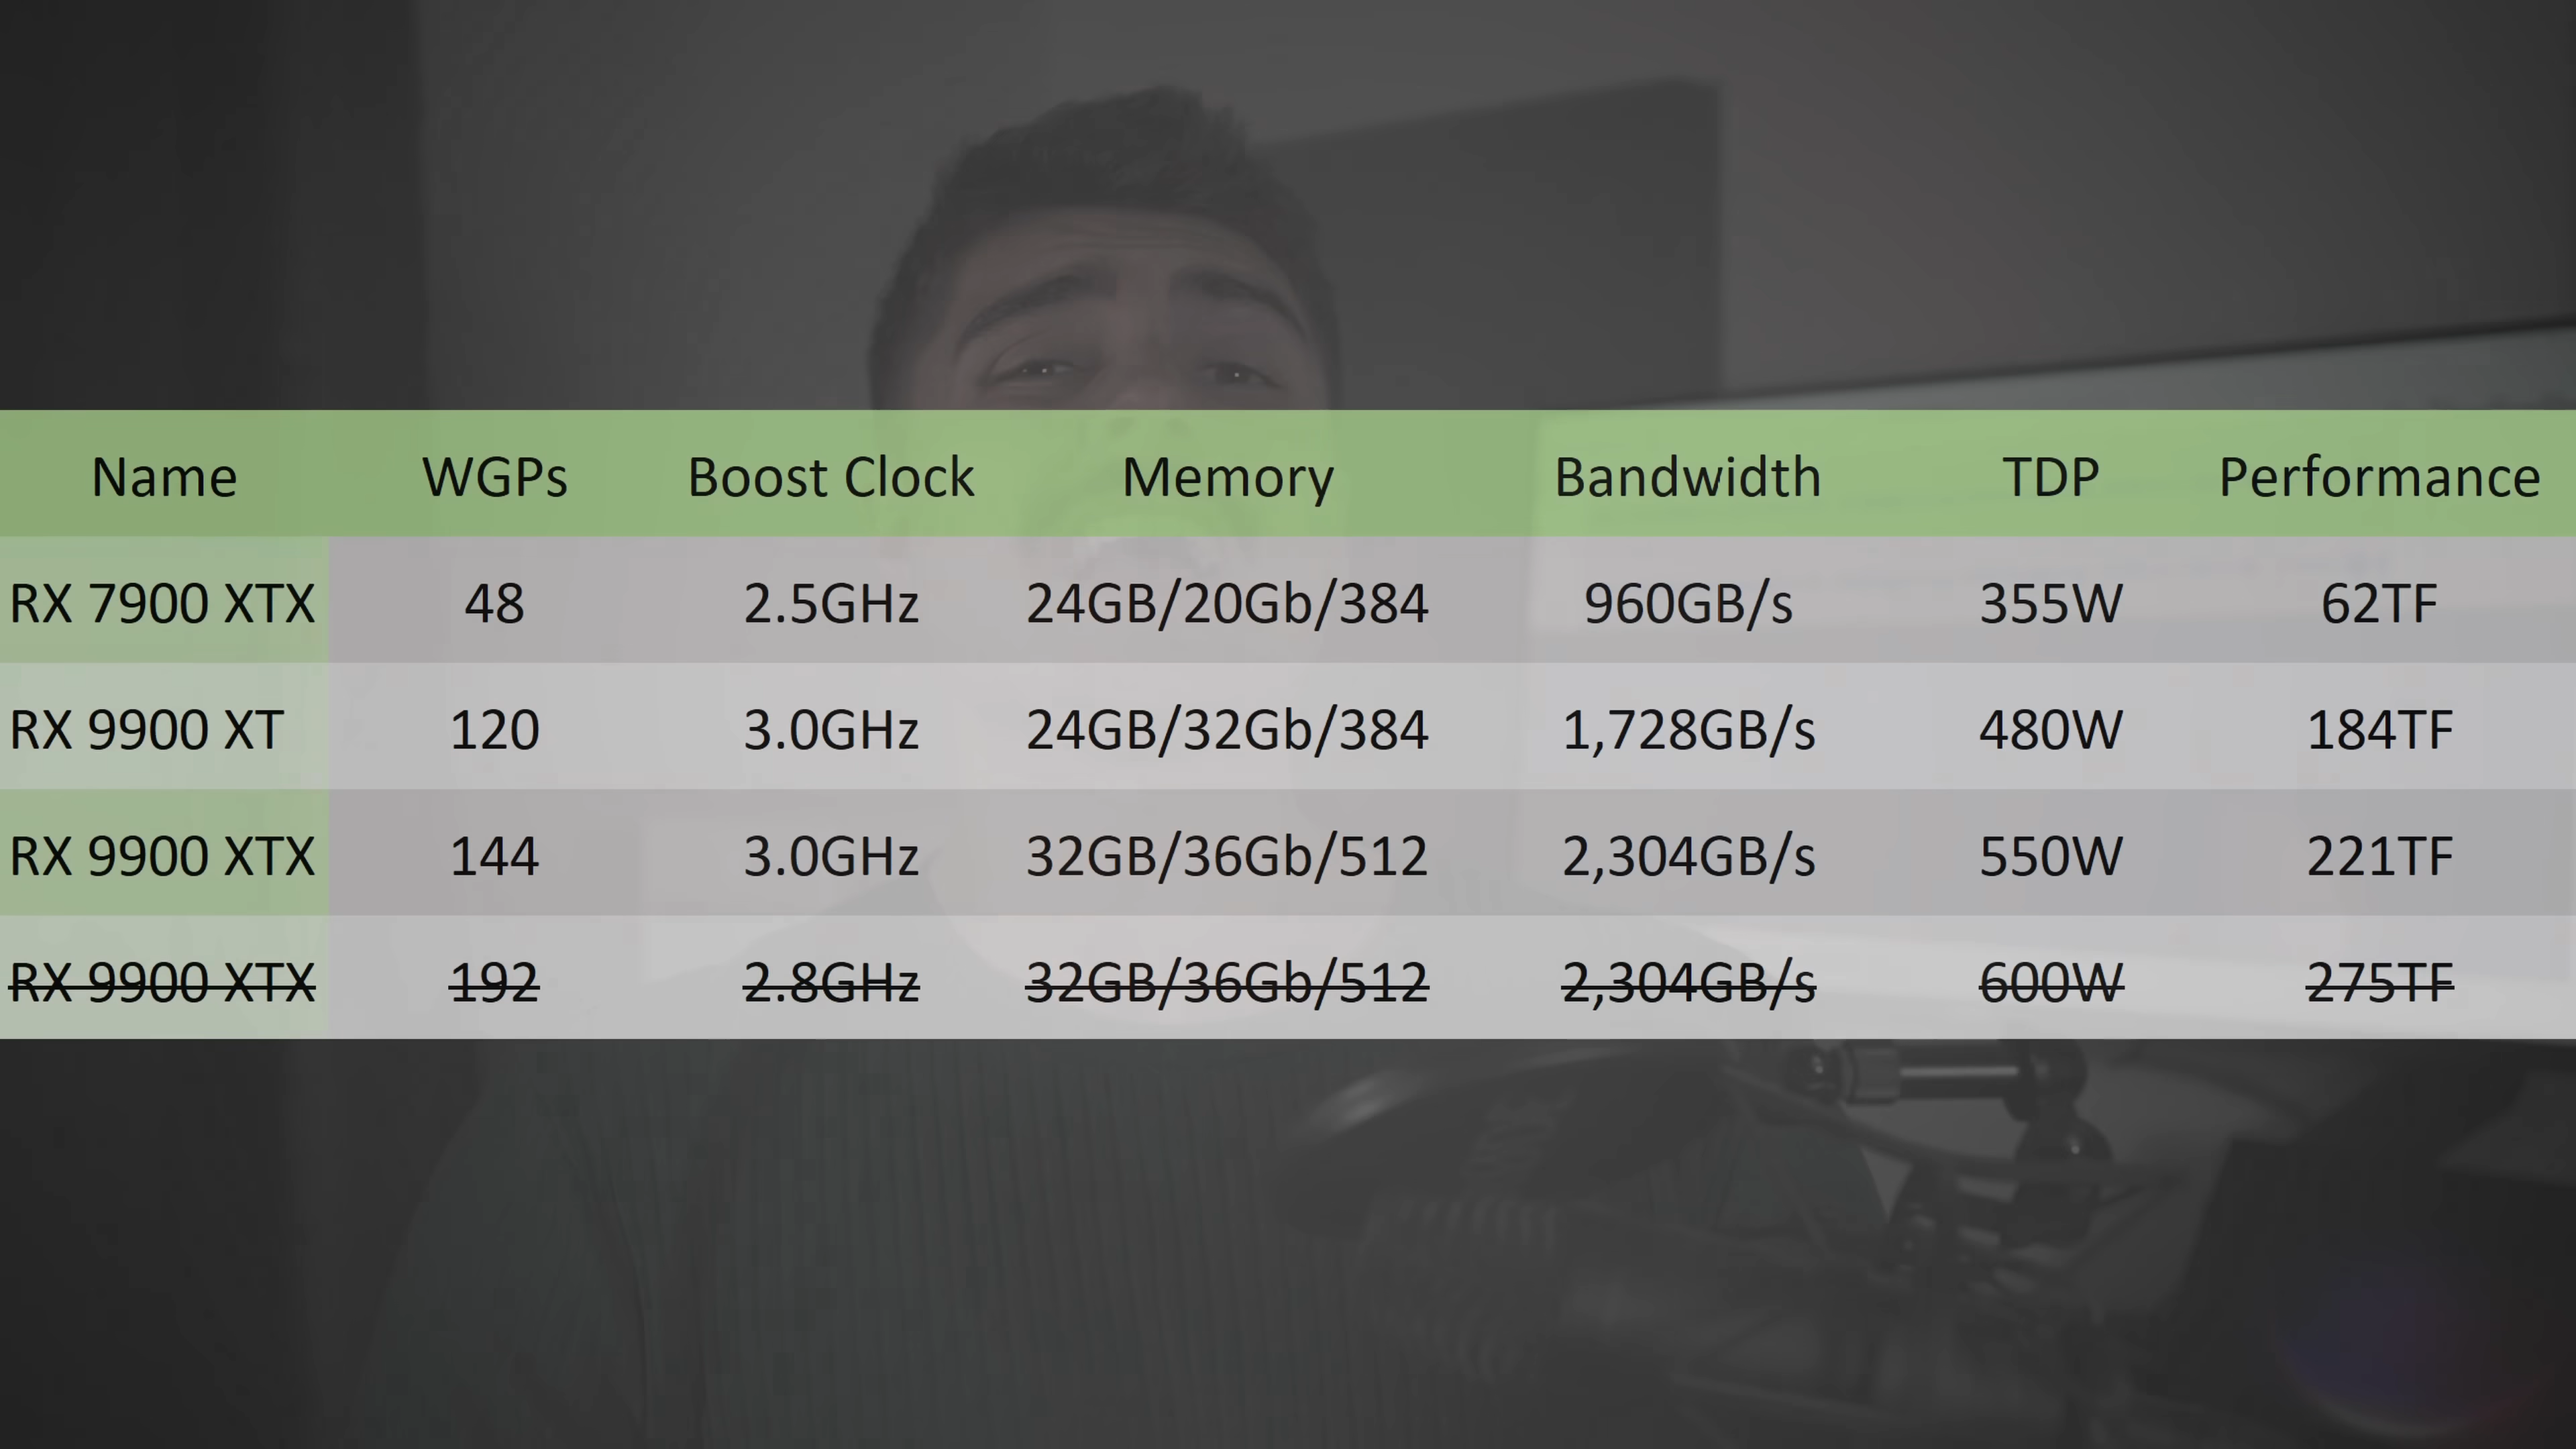 Name WGPs Boost Clock Memory Bandwidth TDP Performance
RX 7900 XTX 48 2.5GHz 24GB/20Gb/384 960GB/s 355W 62TF
RX 9900 XT 120 3.0GHz 24GB/32Gb/384 1,728GB/s 480W 184TF
RX 9900 XTX 144 3.0GHz 32GB/36Gb/512 2,304GB/s 550W 221TF
RX 9900 XTX 192 2.8GHz 32GB/36Gb/512 2,304GB/s 600W 275TF